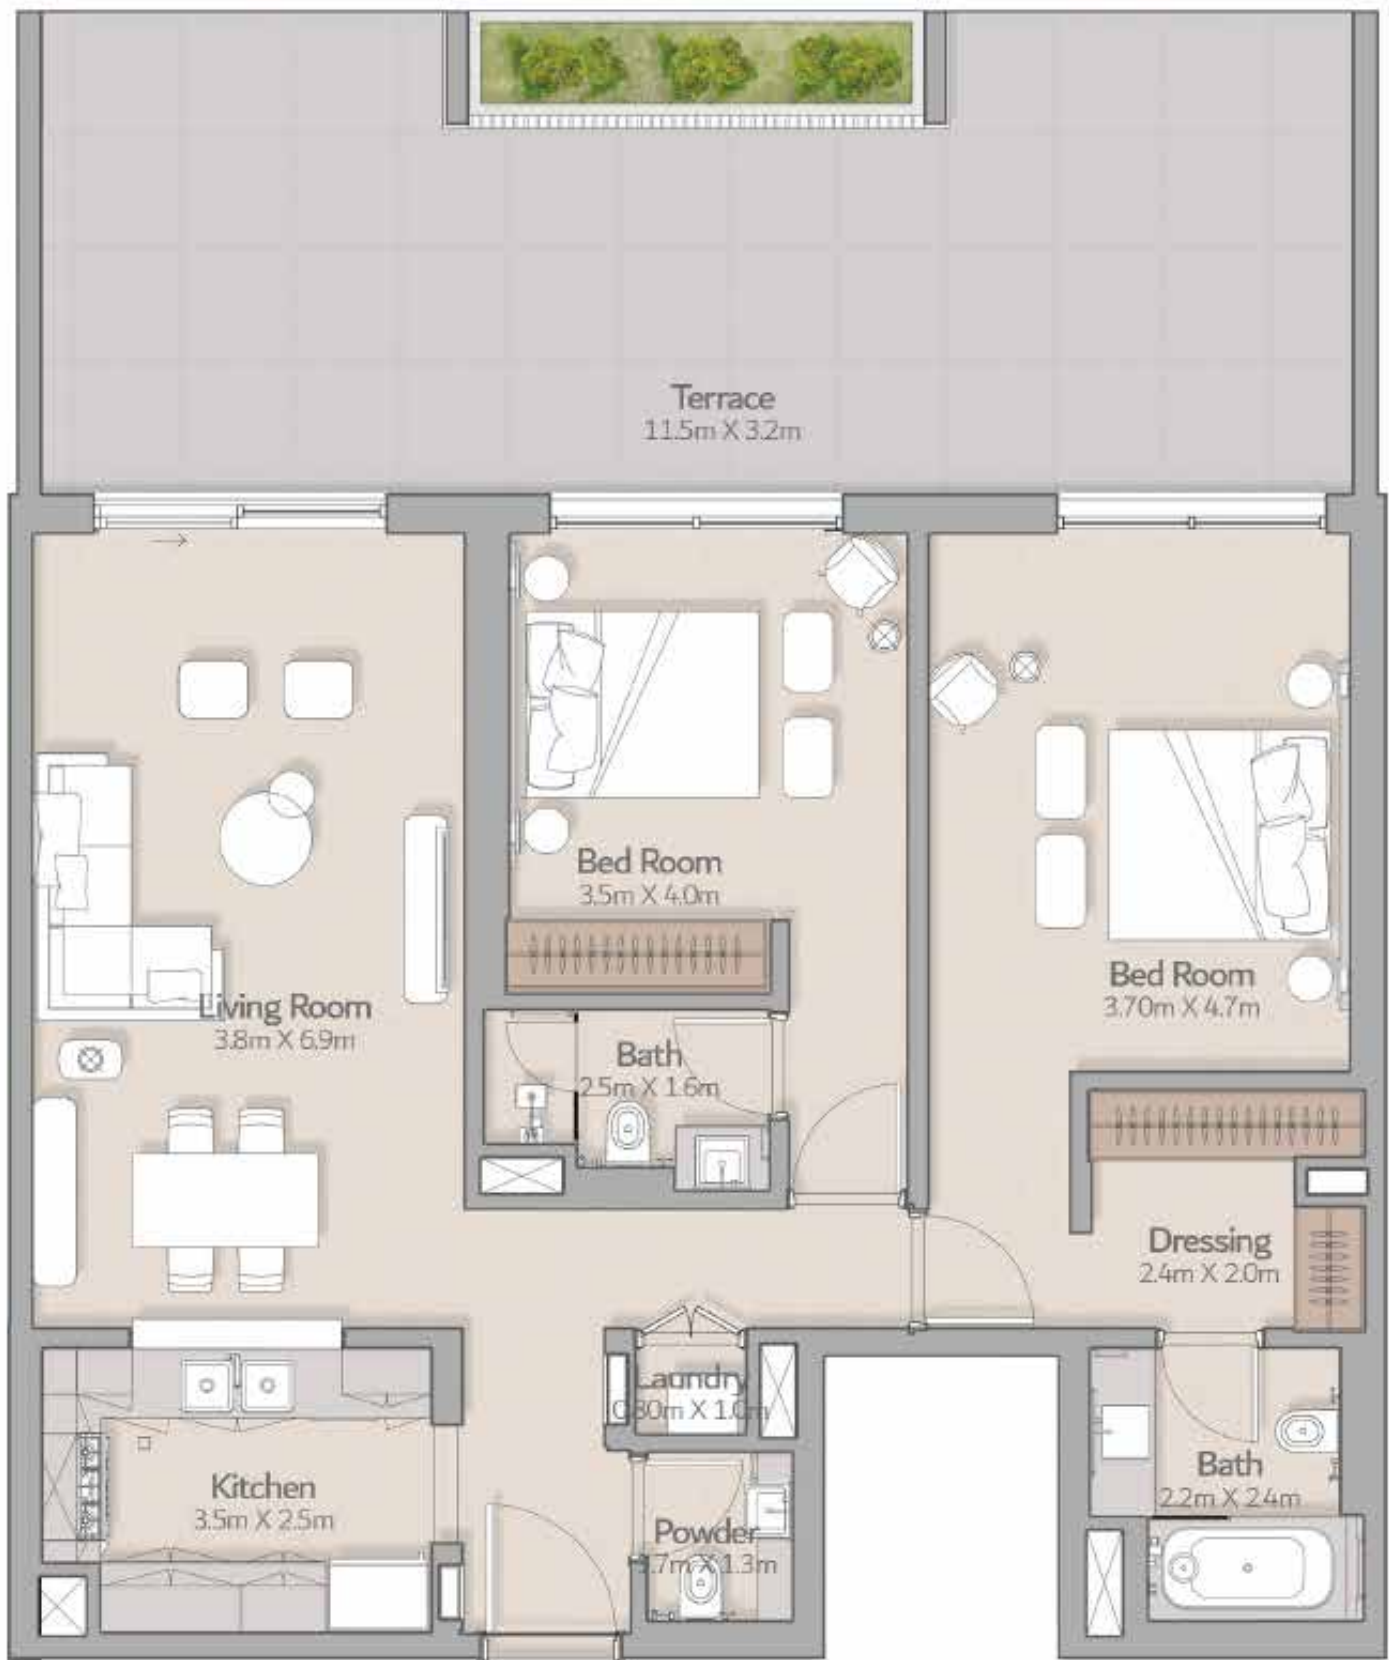 Terrace
11.5m X 3.2m
Bed Room
3.5m X 4.0m
Bed Room
3.70m X 4.7m
Living Room
3.8m X 6.9m
Bath
2.5m X 1.6m
Dressing
2.4m X 2.0m
Laundry
0.80m X 1.0m
Kitchen
3.5m X 2.5m
Bath
2.2m X 2.4m
Powder
X 1.3m